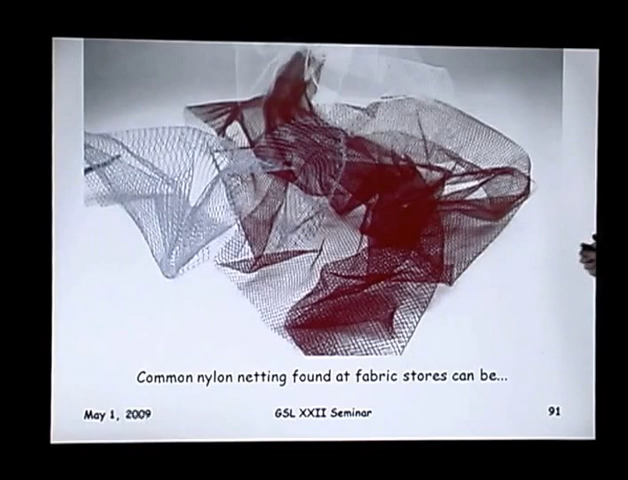 Common nylon netting found at fabric stores can be...
May 1, 2009
GSL XXII Seminar
91